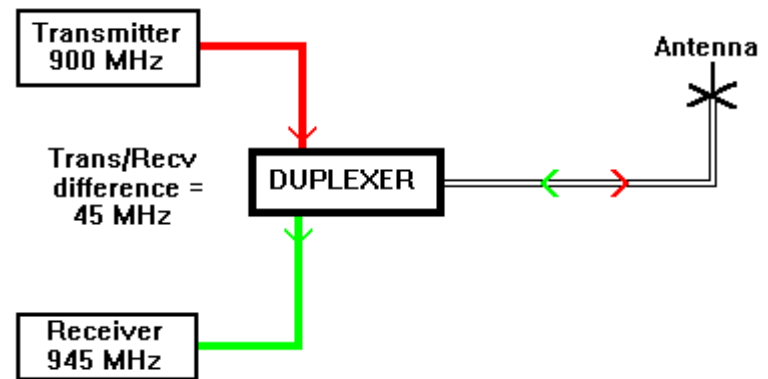 Transmitter
900 MHz
Antenna
Trans/Recv
difference =
45 MHz
DUPLEXER
Receiver
945 MHz